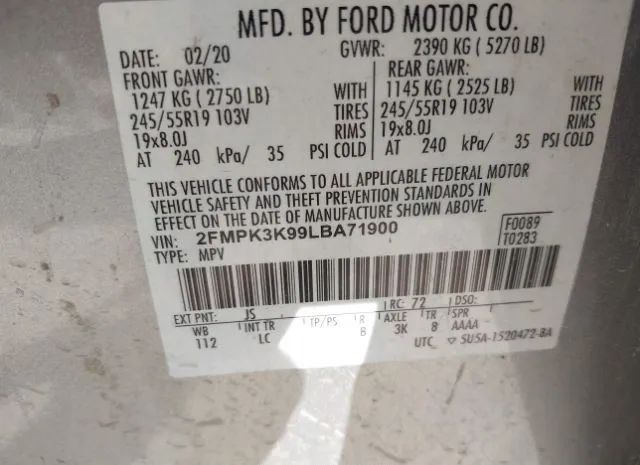 MFD. BY FORD MOTOR CO.
DATE: 02/20 GVWR: 2390 KG ( 5270 LB)
FRONT GAWR: REAR GAWR:
1247 KG ( 2750 LB) WITH 1145 KG ( 2525 LB) WITH
245/55R19 103V TIRES 245/55R19 103V TIRES
19x8.0J RIMS 19x8.0J RIMS
AT 240 kPa/ 35 PSI COLD AT 240 kPa/ 35 PSI COLD
THIS VEHICLE CONFORMS TO ALL APPLICABLE FEDERAL MOTOR
VEHICLE SAFETY AND THEFT PREVENTION STANDARDS IN
EFFECT ON THE DATE OF MANUFACTURE SHOWN ABOVE.
VIN: 2FMPK3K99LBA71900 F0089
TYPE: MPV T0283
EXT PNT: JS RC: 72 DSO:
WB INT TR TP/PS R AXLE TR SPR
112 LC B 3K 8 AAAA
UTC ▽ 5U5A-1520472-BA